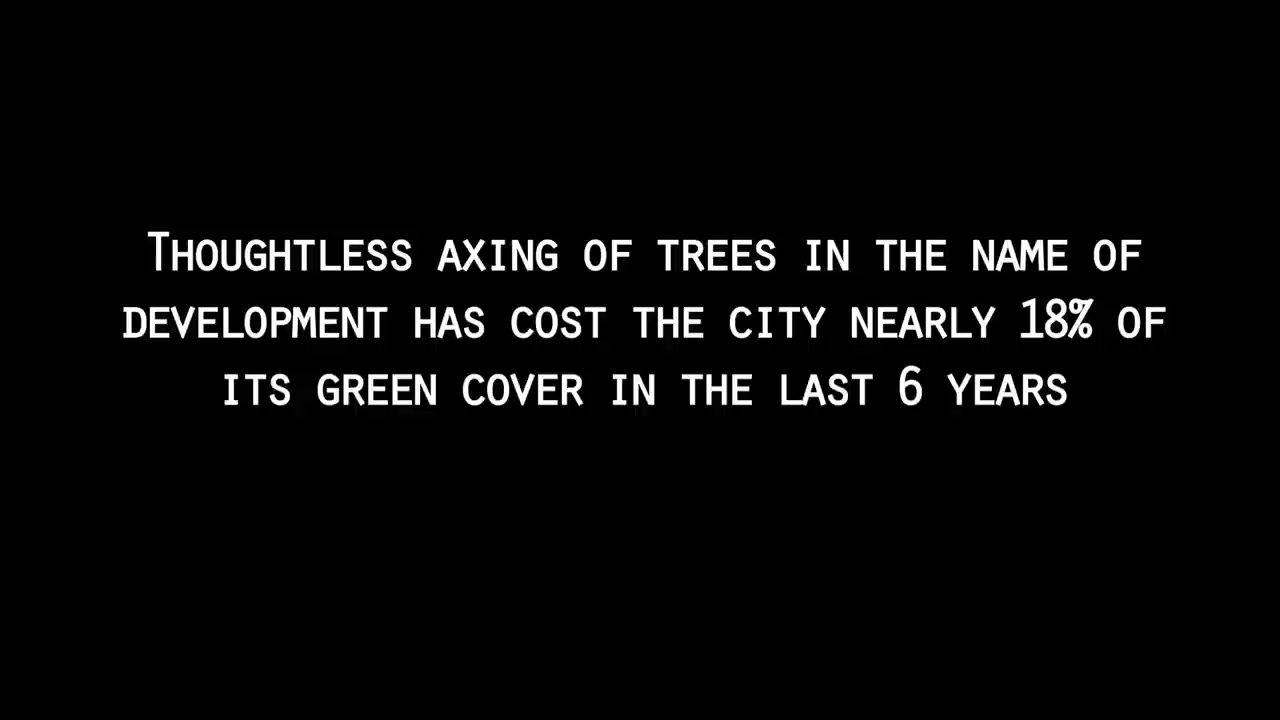 Thoughtless axing of trees in the name of
development has cost the city nearly 18% of
its green cover in the last 6 years